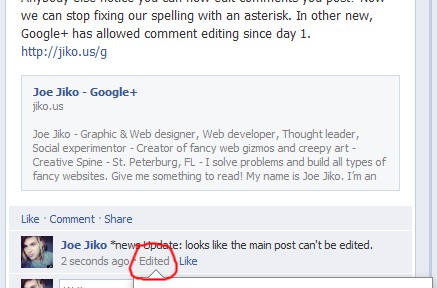 Anybody else notice you can now edit comments you post? Now
we can stop fixing our spelling with an asterisk. In other new,
Google+ has allowed comment editing since day 1.
http://jiko.us/g
Joe Jiko - Google+
jiko.us
Joe Jiko - Graphic & Web designer, Web developer, Thought leader,
Social experimentor - Creator of fancy web gizmos and creepy art -
Creative Spine - St. Peterburg, FL - I solve problems and build all types of
fancy websites. Give me something to read! My name is Joe Jiko. I'm an
Like · Comment · Share
Joe Jiko *news Update: looks like the main post can't be edited.
2 seconds ago · Edited · Like